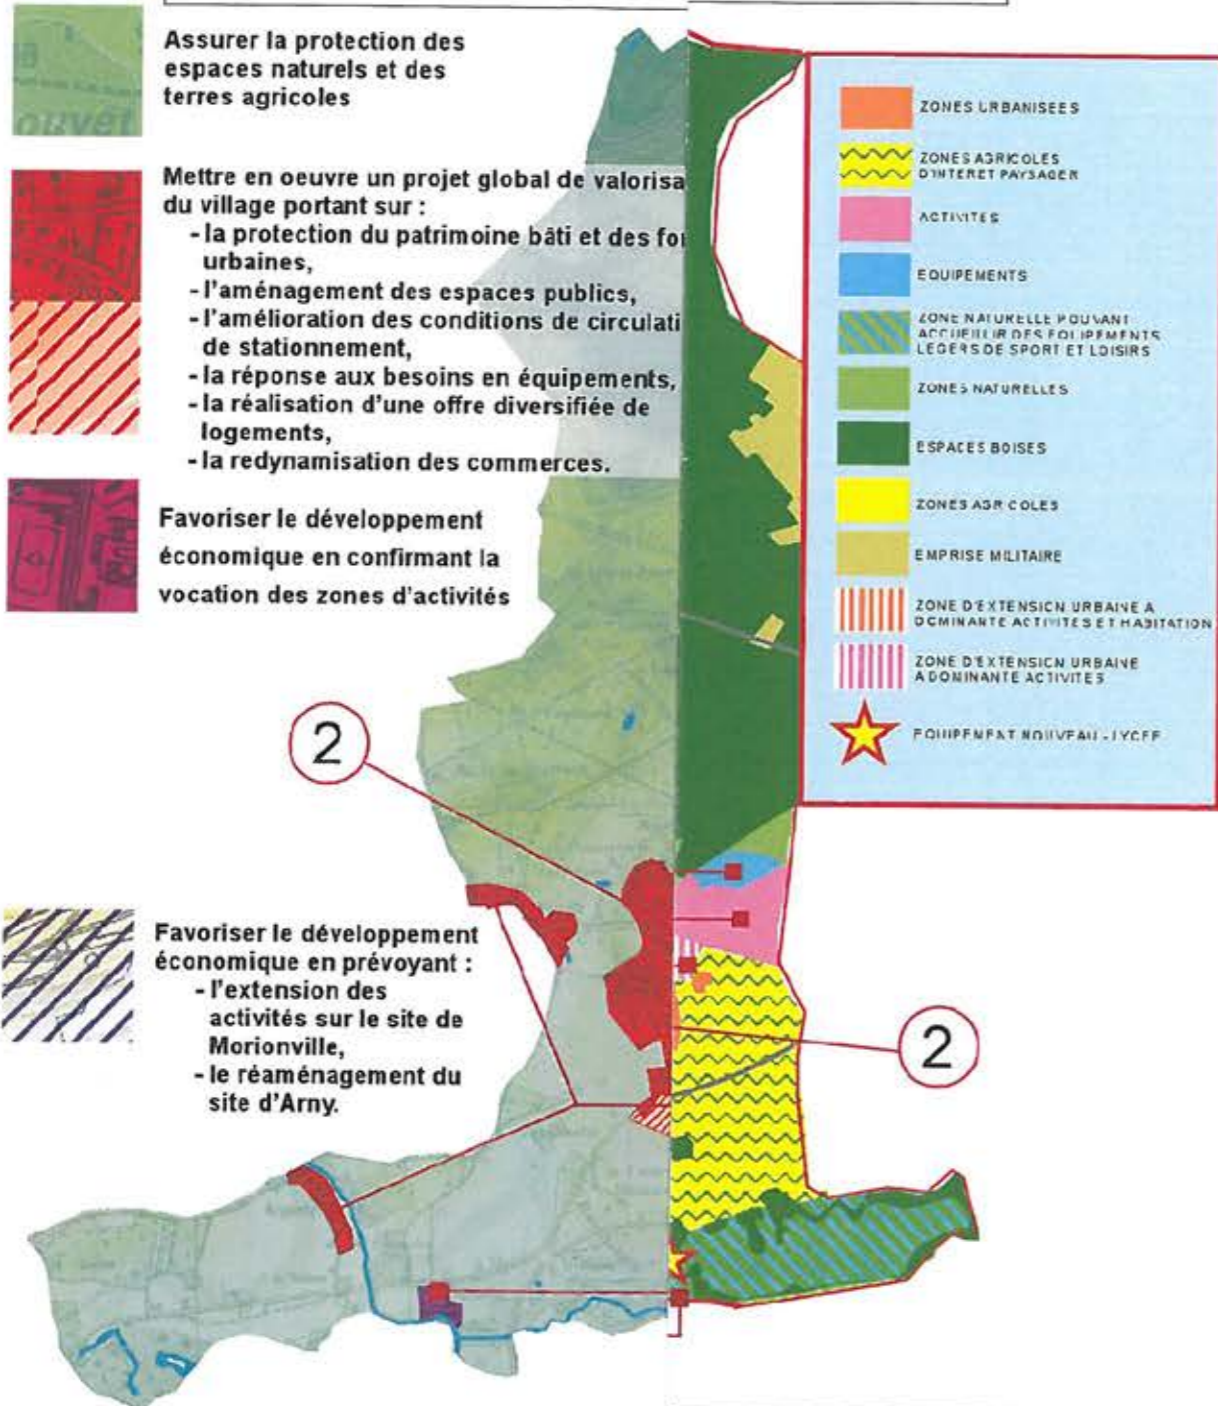 Assurer la protection des
espaces naturels et des
terres agricoles
ouvet
Mettre en oeuvre un projet global de valorisa
du village portant sur :
- la protection du patrimoine bâti et des for
urbaines,
- l'aménagement des espaces publics,
- l'amélioration des conditions de circulati
de stationnement,
- la réponse aux besoins en équipements,
- la réalisation d'une offre diversifiée de
logements,
- la redynamisation des commerces.
Favoriser le développement
économique en confirmant la
vocation des zones d'activités
2
Favoriser le développement
économique en prévoyant :
- l'extension des
activités sur le site de
Morionville,
- le réaménagement du
site d'Arny.
2
ZONES URBANISEES
ZONES AGRICOLES
D'INTERET PAYSAGER
ACTIVITES
EQUIPEMENTS
ZONE NATURELLE POUVANT
ACCUEILLIR DES EQUIPEMENTS
LEGERS DE SPORT ET LOISIRS
ZONES NATURELLES
ESPACES BOISES
ZONES AGRICOLES
EMPRISE MILITAIRE
ZONE D'EXTENSION URBAINE A
DOMINANTE ACTIVITES ET HABITATION
ZONE D'EXTENSION URBAINE
A DOMINANTE ACTIVITES
EQUIPEMENT NOUVEAU - LYCEE